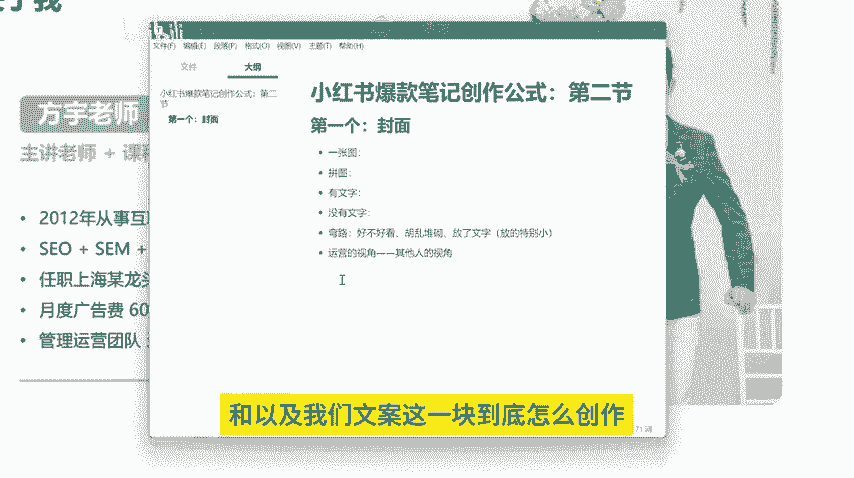 于我
方宇老师
主讲老师 + 课程
2012年从事互联
SEO + SEM +
任职上海某龙头
月度广告费 60
管理运营团队
文件(F) 编辑(E) 段落(P) 格式(O) 视图(V) 主题(T) 帮助(H)
文件 大纲
小红书爆款笔记创作公式：第二节
第一个：封面
小红书爆款笔记创作公式：第二节
第一个：封面
一张图：
拼图：
有文字：
没有文字：
弯路：好不好看、胡乱堆砌、放了文字（放的特别小）
运营的视角——其他人的视角
71 词
和以及我们文案这一块到底怎么创作